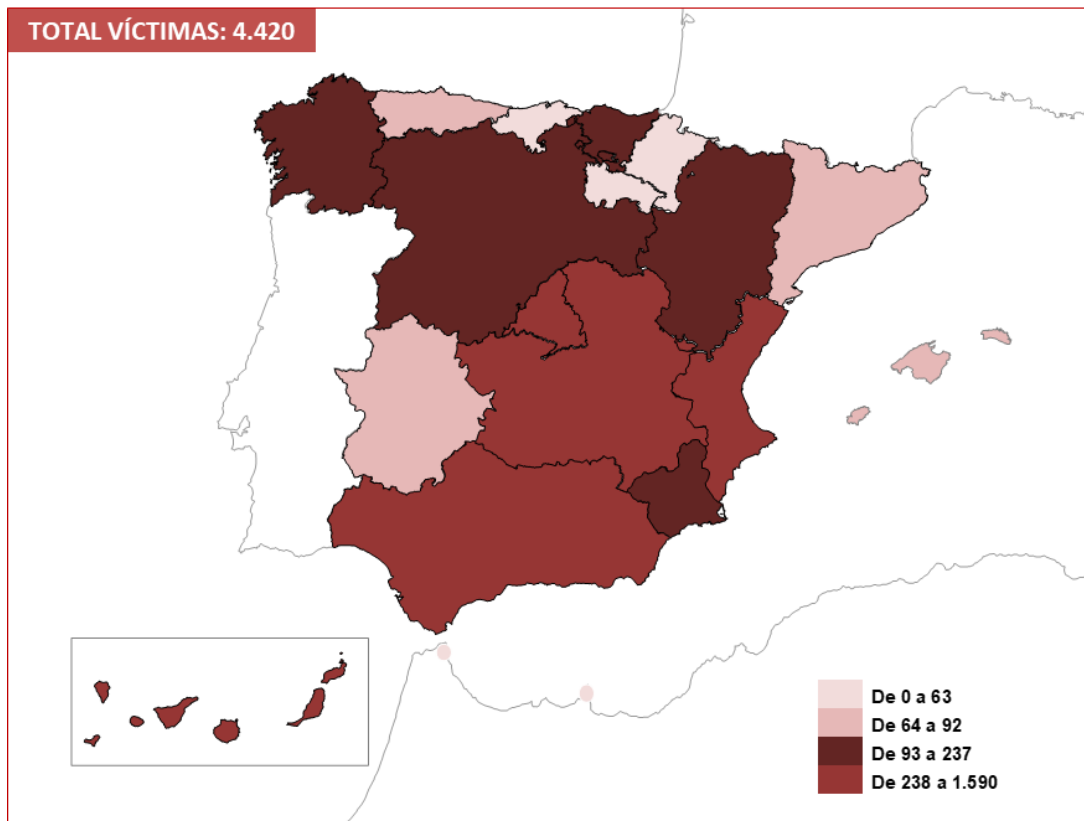 TOTAL VÍCTIMAS: 4.420
De 0 a 63
De 64 a 92
De 93 a 237
De 238 a 1.590